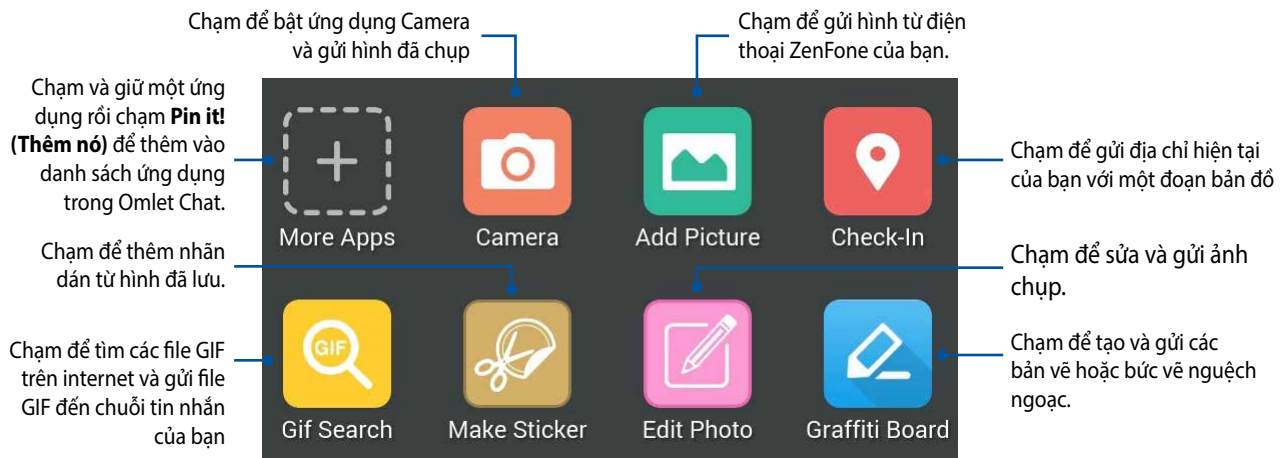 Chạm để bật ứng dụng Camera
và gửi hình đã chụp
Chạm để gửi hình từ điện
thoại ZenFone của bạn.
Chạm và giữ một ứng
dụng rồi chạm Pin it!
(Thêm nó) để thêm vào
danh sách ứng dụng
trong Omlet Chat.
Chạm để gửi địa chỉ hiện tại
của bạn với một đoạn bản đồ
More Apps
Camera
Add Picture
Check-In
Chạm để thêm nhãn
dán từ hình đã lưu.
Chạm để sửa và gửi ảnh
chụp.
Chạm để tìm các file GIF
trên internet và gửi file
GIF đến chuỗi tin nhắn
của bạn
GIF
Chạm để tạo và gửi các
bản vẽ hoặc bức vẽ nguệch
ngoạc.
Gif Search
Make Sticker
Edit Photo
Graffiti Board